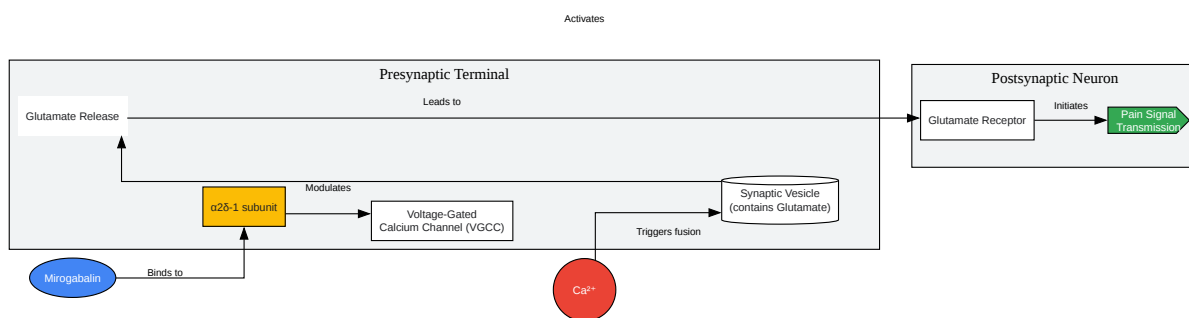 Activates
Presynaptic Terminal
Postsynaptic Neuron
Leads to
Glutamate Release
Glutamate Receptor
Initiates
Pain Signal
Transmission
Modulates
α2δ-1 subunit
Voltage-Gated
Calcium Channel (VGCC)
Synaptic Vesicle
(contains Glutamate)
Triggers fusion
Mirogabalin
Binds to
Ca²⁺